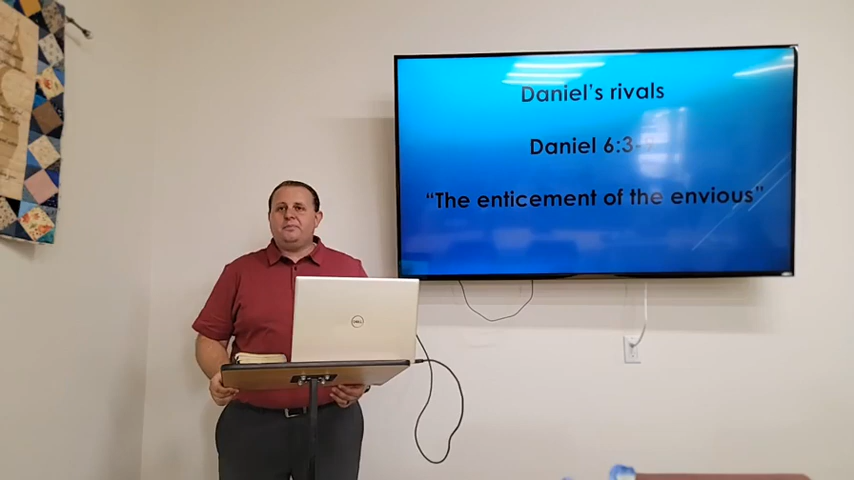 Daniel's rivals
Daniel 6:3-
"The enticement of the envious"
DELL